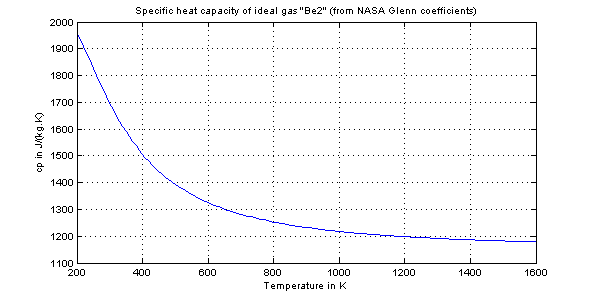 Specific heat capacity of ideal gas "Be2" (from NASA Glenn coefficients)
2000
1900
1800
1700
1600
1500
1400
1300
1200
1100
cp in J/(kg.K)
200 400 600 800 1000 1200 1400 1600
Temperature in K